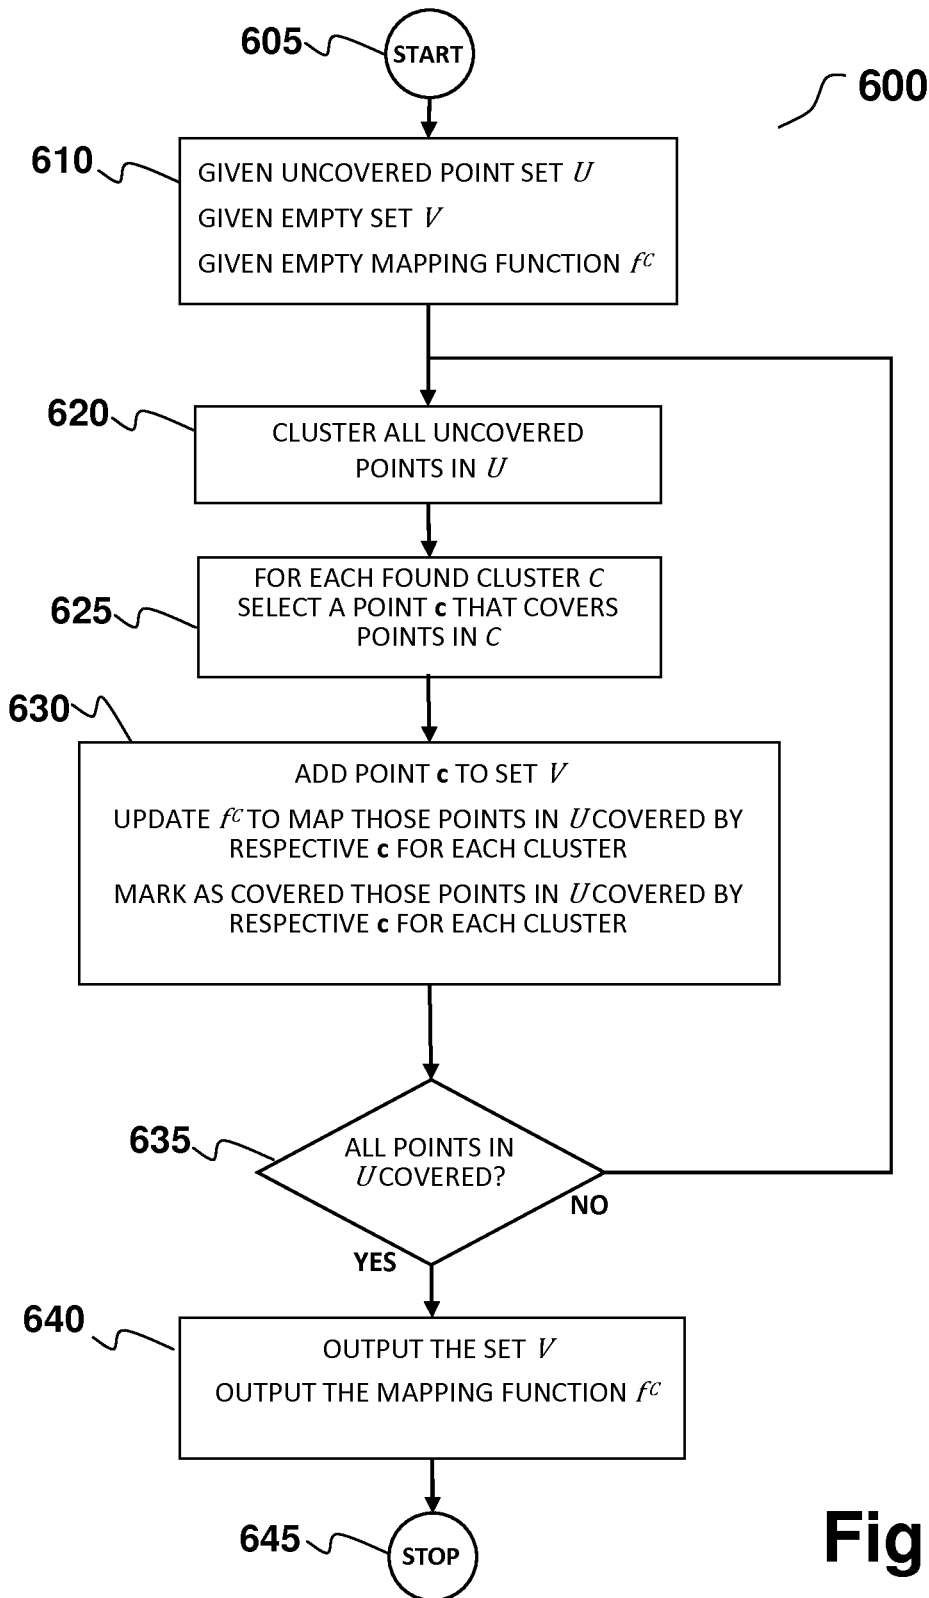 605
START
600
610
GIVEN UNCOVERED POINT SET U
GIVEN EMPTY SET V
GIVEN EMPTY MAPPING FUNCTION f^C
620
CLUSTER ALL UNCOVERED
POINTS IN U
625
FOR EACH FOUND CLUSTER C
SELECT A POINT c THAT COVERS
POINTS IN C
630
ADD POINT c TO SET V
UPDATE f^C TO MAP THOSE POINTS IN U COVERED BY
RESPECTIVE c FOR EACH CLUSTER
MARK AS COVERED THOSE POINTS IN U COVERED BY
RESPECTIVE c FOR EACH CLUSTER
635
ALL POINTS IN
U COVERED?
NO
YES
640
OUTPUT THE SET V
OUTPUT THE MAPPING FUNCTION f^C
645
STOP
Fig